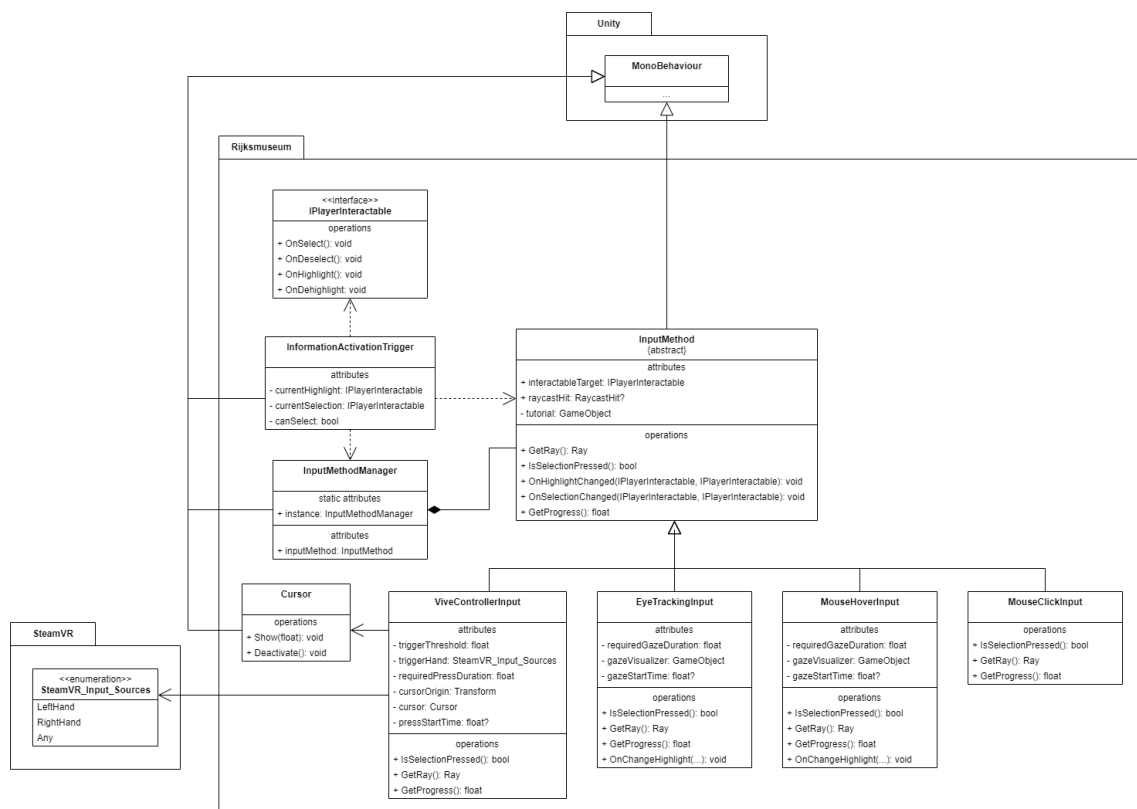 Unity
MonoBehaviour
...
Rijksmuseum
<<interface>>
IPlayerInteractable
operations
+ OnSelect(): void
+ OnDeselect(): void
+ OnHighlight(): void
+ OnDehighlight: void
InformationActivationTrigger
attributes
- currentHighlight: IPlayerInteractable
- currentSelection: IPlayerInteractable
- canSelect: bool
InputMethod
{abstract}
attributes
+ interactableTarget: IPlayerInteractable
+ raycastHit: RaycastHit?
- tutorial: GameObject
operations
+ GetRay(): Ray
+ IsSelectionPressed(): bool
+ OnHighlightChanged(IPlayerInteractable, IPlayerInteractable): void
+ OnSelectionChanged(IPlayerInteractable, IPlayerInteractable): void
+ GetProgress(): float
InputMethodManager
static attributes
+ instance: InputMethodManager
attributes
+ inputMethod: InputMethod
Cursor
operations
+ Show(float): void
+ Deactivate(): void
SteamVR
<<enumeration>>
SteamVR_Input_Sources
LeftHand
RightHand
Any
ViveControllerInput
attributes
- triggerThreshold: float
- triggerHand: SteamVR_Input_Sources
- requiredPressDuration: float
- cursorOrigin: Transform
- cursor: Cursor
- pressStartTime: float?
operations
+ IsSelectionPressed(): bool
+ GetRay(): Ray
+ GetProgress(): float
EyeTrackingInput
attributes
- requiredGazeDuration: float
- gazeVisualizer: GameObject
- gazeStartTime: float?
operations
+ IsSelectionPressed(): bool
+ GetRay(): Ray
+ GetProgress(): float
+ OnChangeHighlight(...): void
MouseHoverInput
attributes
- requiredGazeDuration: float
- gazeVisualizer: GameObject
- gazeStartTime: float?
operations
+ IsSelectionPressed(): bool
+ GetRay(): Ray
+ GetProgress(): float
+ OnChangeHighlight(...): void
MouseClickInput
operations
+ IsSelectionPressed(): bool
+ GetRay(): Ray
+ GetProgress(): float